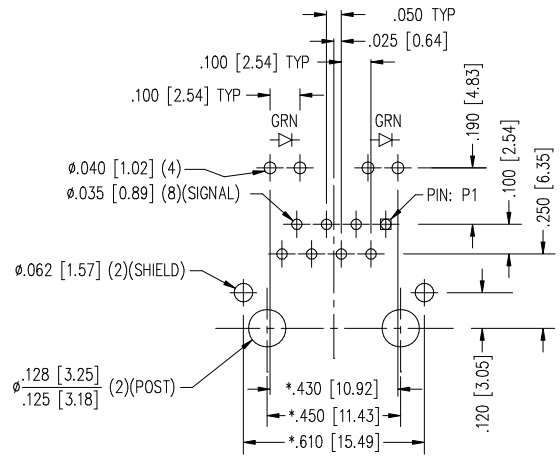 .050 TYP
.025 [0.64]
.100 [2.54] TYP
.100 [2.54] TYP
.190 [4.83]
GRN
GRN
.100 [2.54]
ø.040 [1.02] (4)
ø.035 [0.89] (8)(SIGNAL)
PIN: P1
.250 [6.35]
ø.062 [1.57] (2)(SHIELD)
ø.128 [3.25]
.125 [3.18] (2)(POST)
*.430 [10.92]
*.450 [11.43]
*.610 [15.49]
.120 [3.05]